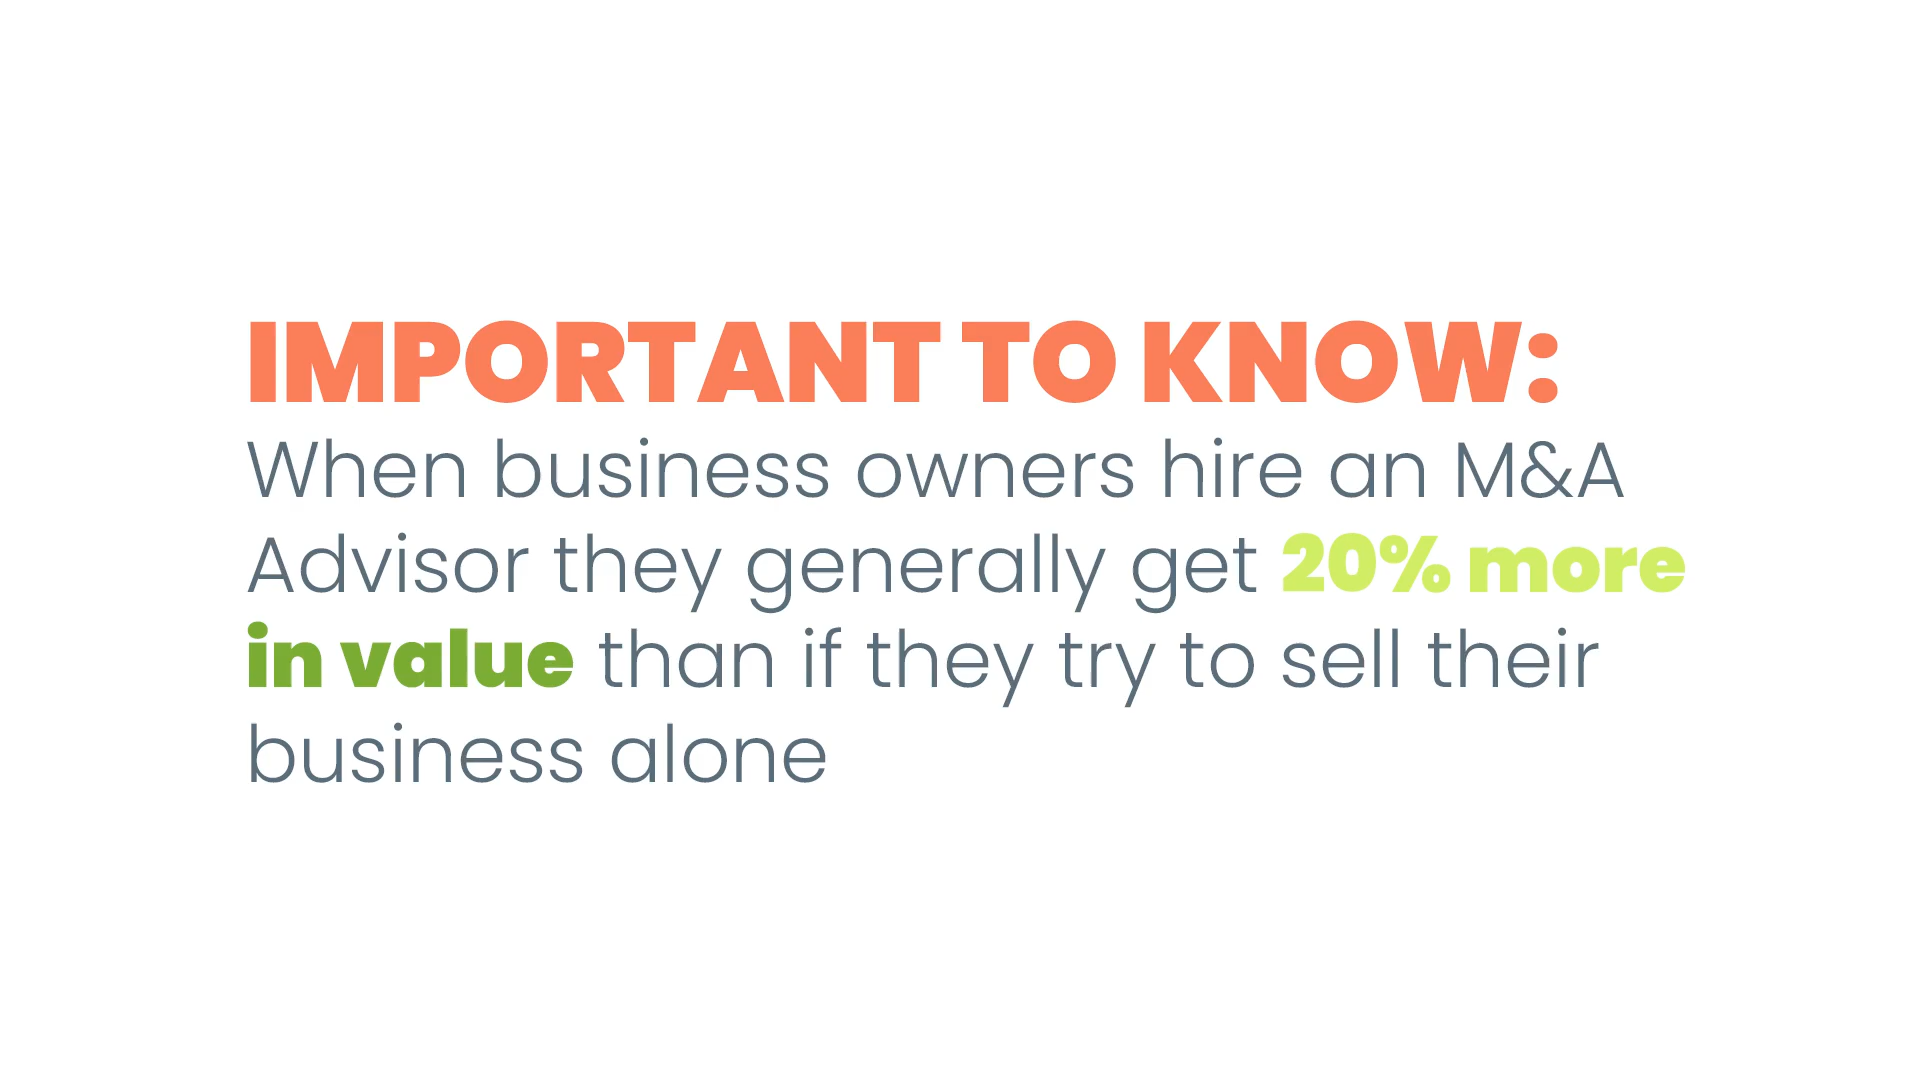 IMPORTANT TO KNOW:
When business owners hire an M&A
Advisor they generally get 20% more
in value than if they try to sell their
business alone